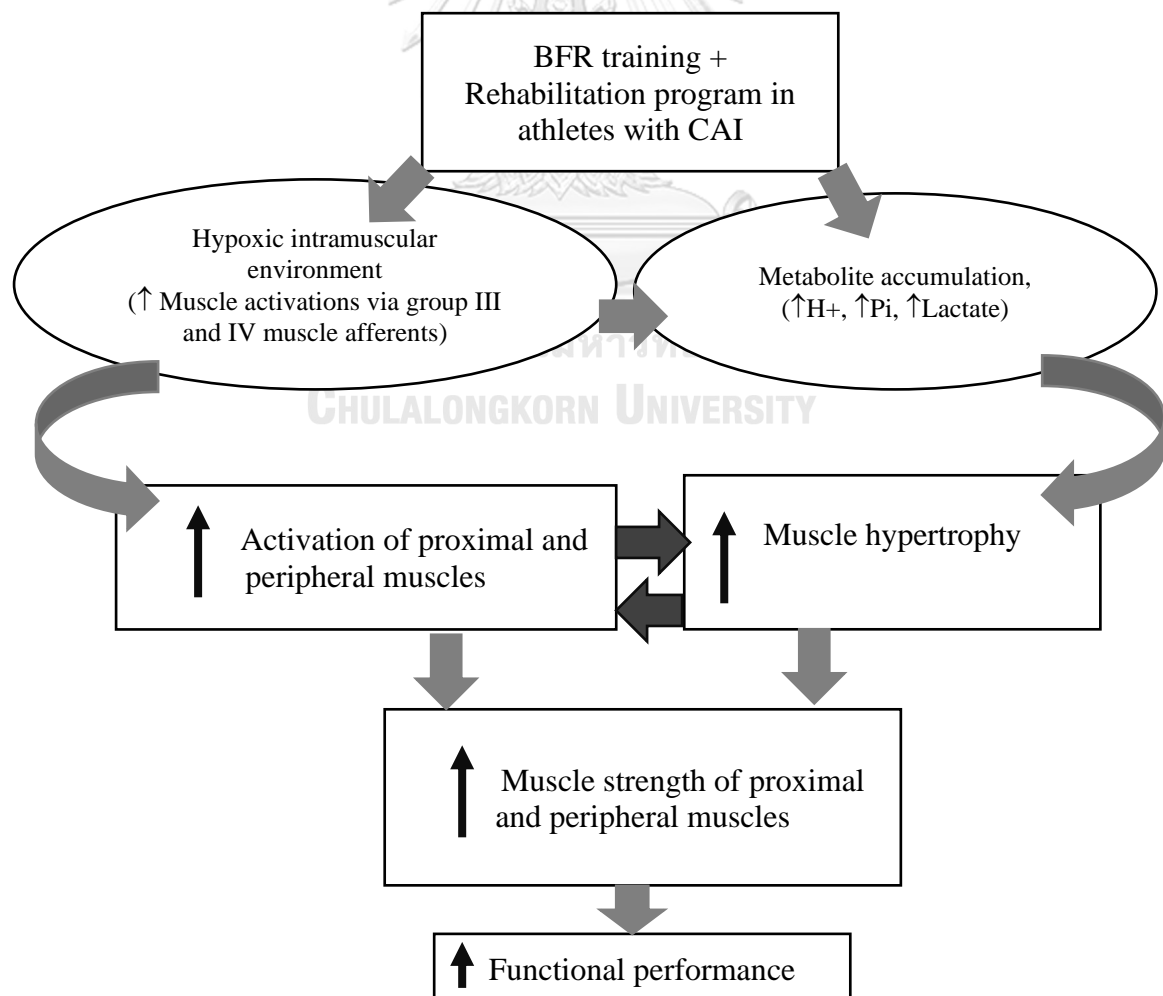 BFR training +
Rehabilitation program in
athletes with CAI
Hypoxic intramuscular
environment
(↑ Muscle activations via group III
and IV muscle afferents)
Metabolite accumulation,
(↑H+, ↑Pi, ↑Lactate)
CHULALONGKORN UNIVERSITY
↑ Activation of proximal and
peripheral muscles
↑ Muscle hypertrophy
↑ Muscle strength of proximal
and peripheral muscles
↑ Functional performance